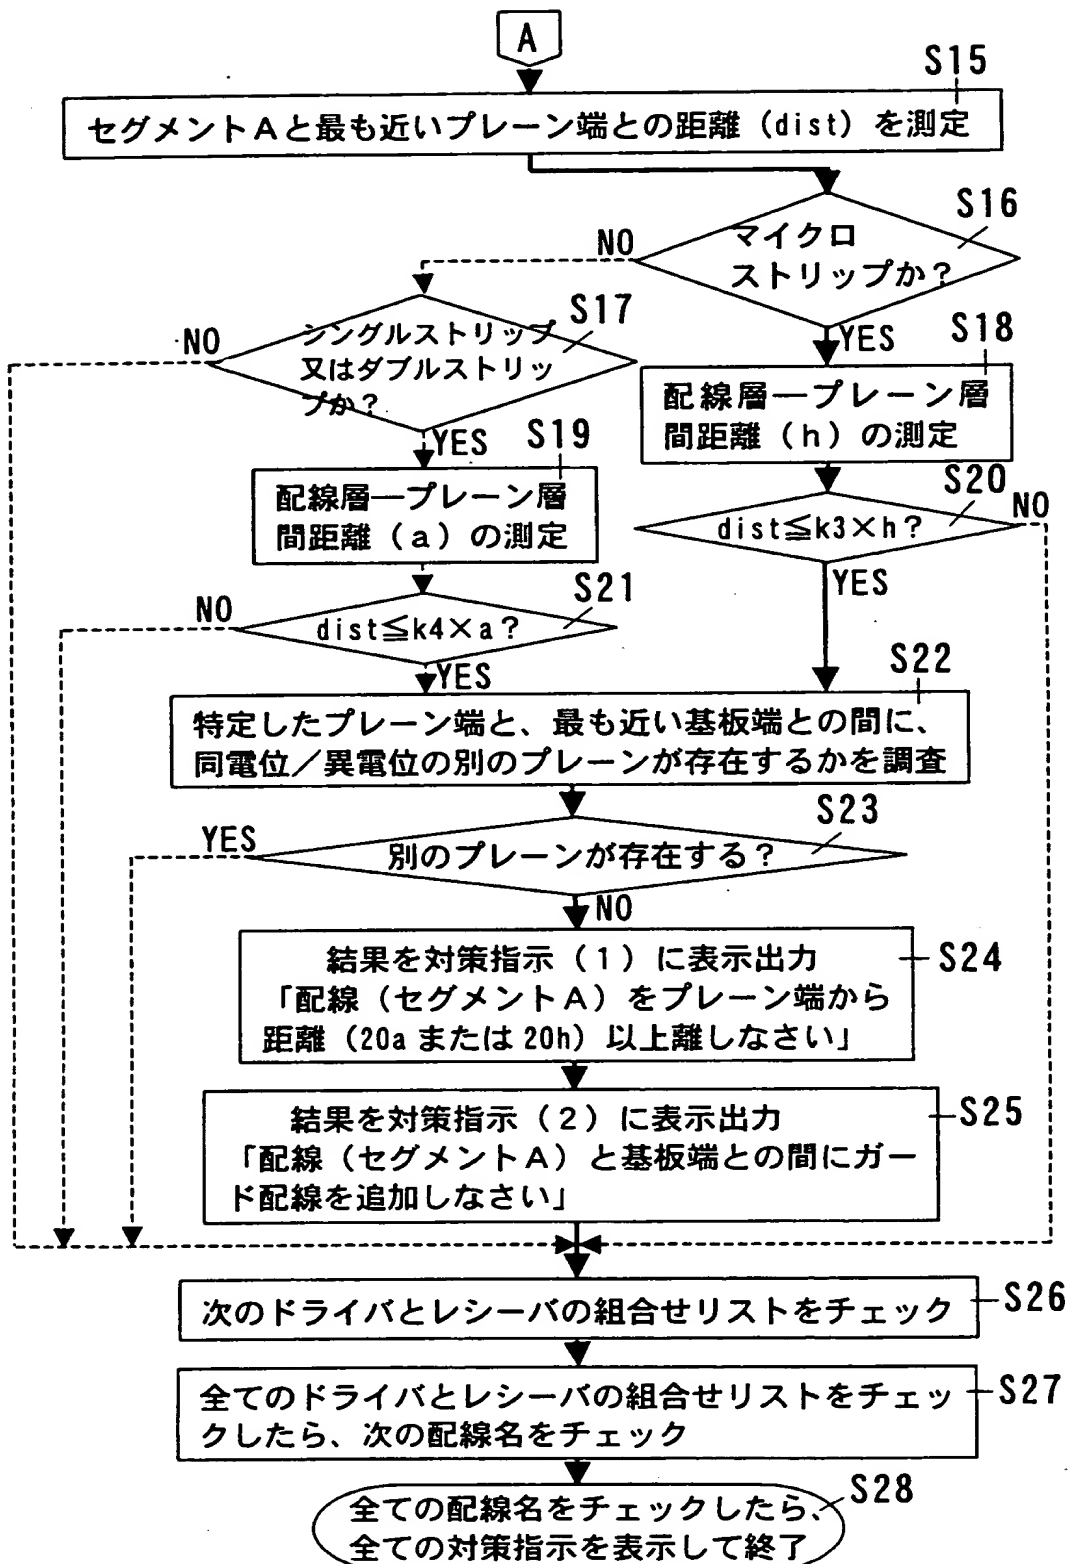 A
S15
セグメントAと最も近いプレーン端との距離(dist)を測定
S16
マイクロ
ストリップか?
NO
YES
S17
シングルストリップ
又はダブルストリッ
プか?
NO
YES
S18
配線層―プレーン層
間距離(h)の測定
S19
配線層―プレーン層
間距離(a)の測定
S20
dist≦k3×h?
NO
YES
S21
dist≦k4×a?
NO
YES
S22
特定したプレーン端と、最も近い基板端との間に、
同電位/異電位の別のプレーンが存在するかを調査
S23
別のプレーンが存在する?
YES
NO
S24
結果を対策指示(1)に表示出力
「配線(セグメントA)をプレーン端から
距離(20aまたは20h)以上離しなさい」
S25
結果を対策指示(2)に表示出力
「配線(セグメントA)と基板端との間にガー
ド配線を追加しなさい」
S26
次のドライバとレシーバの組合せリストをチェック
S27
全てのドライバとレシーバの組合せリストをチェッ
クしたら、次の配線名をチェック
S28
全ての配線名をチェックしたら、
全ての対策指示を表示して終了